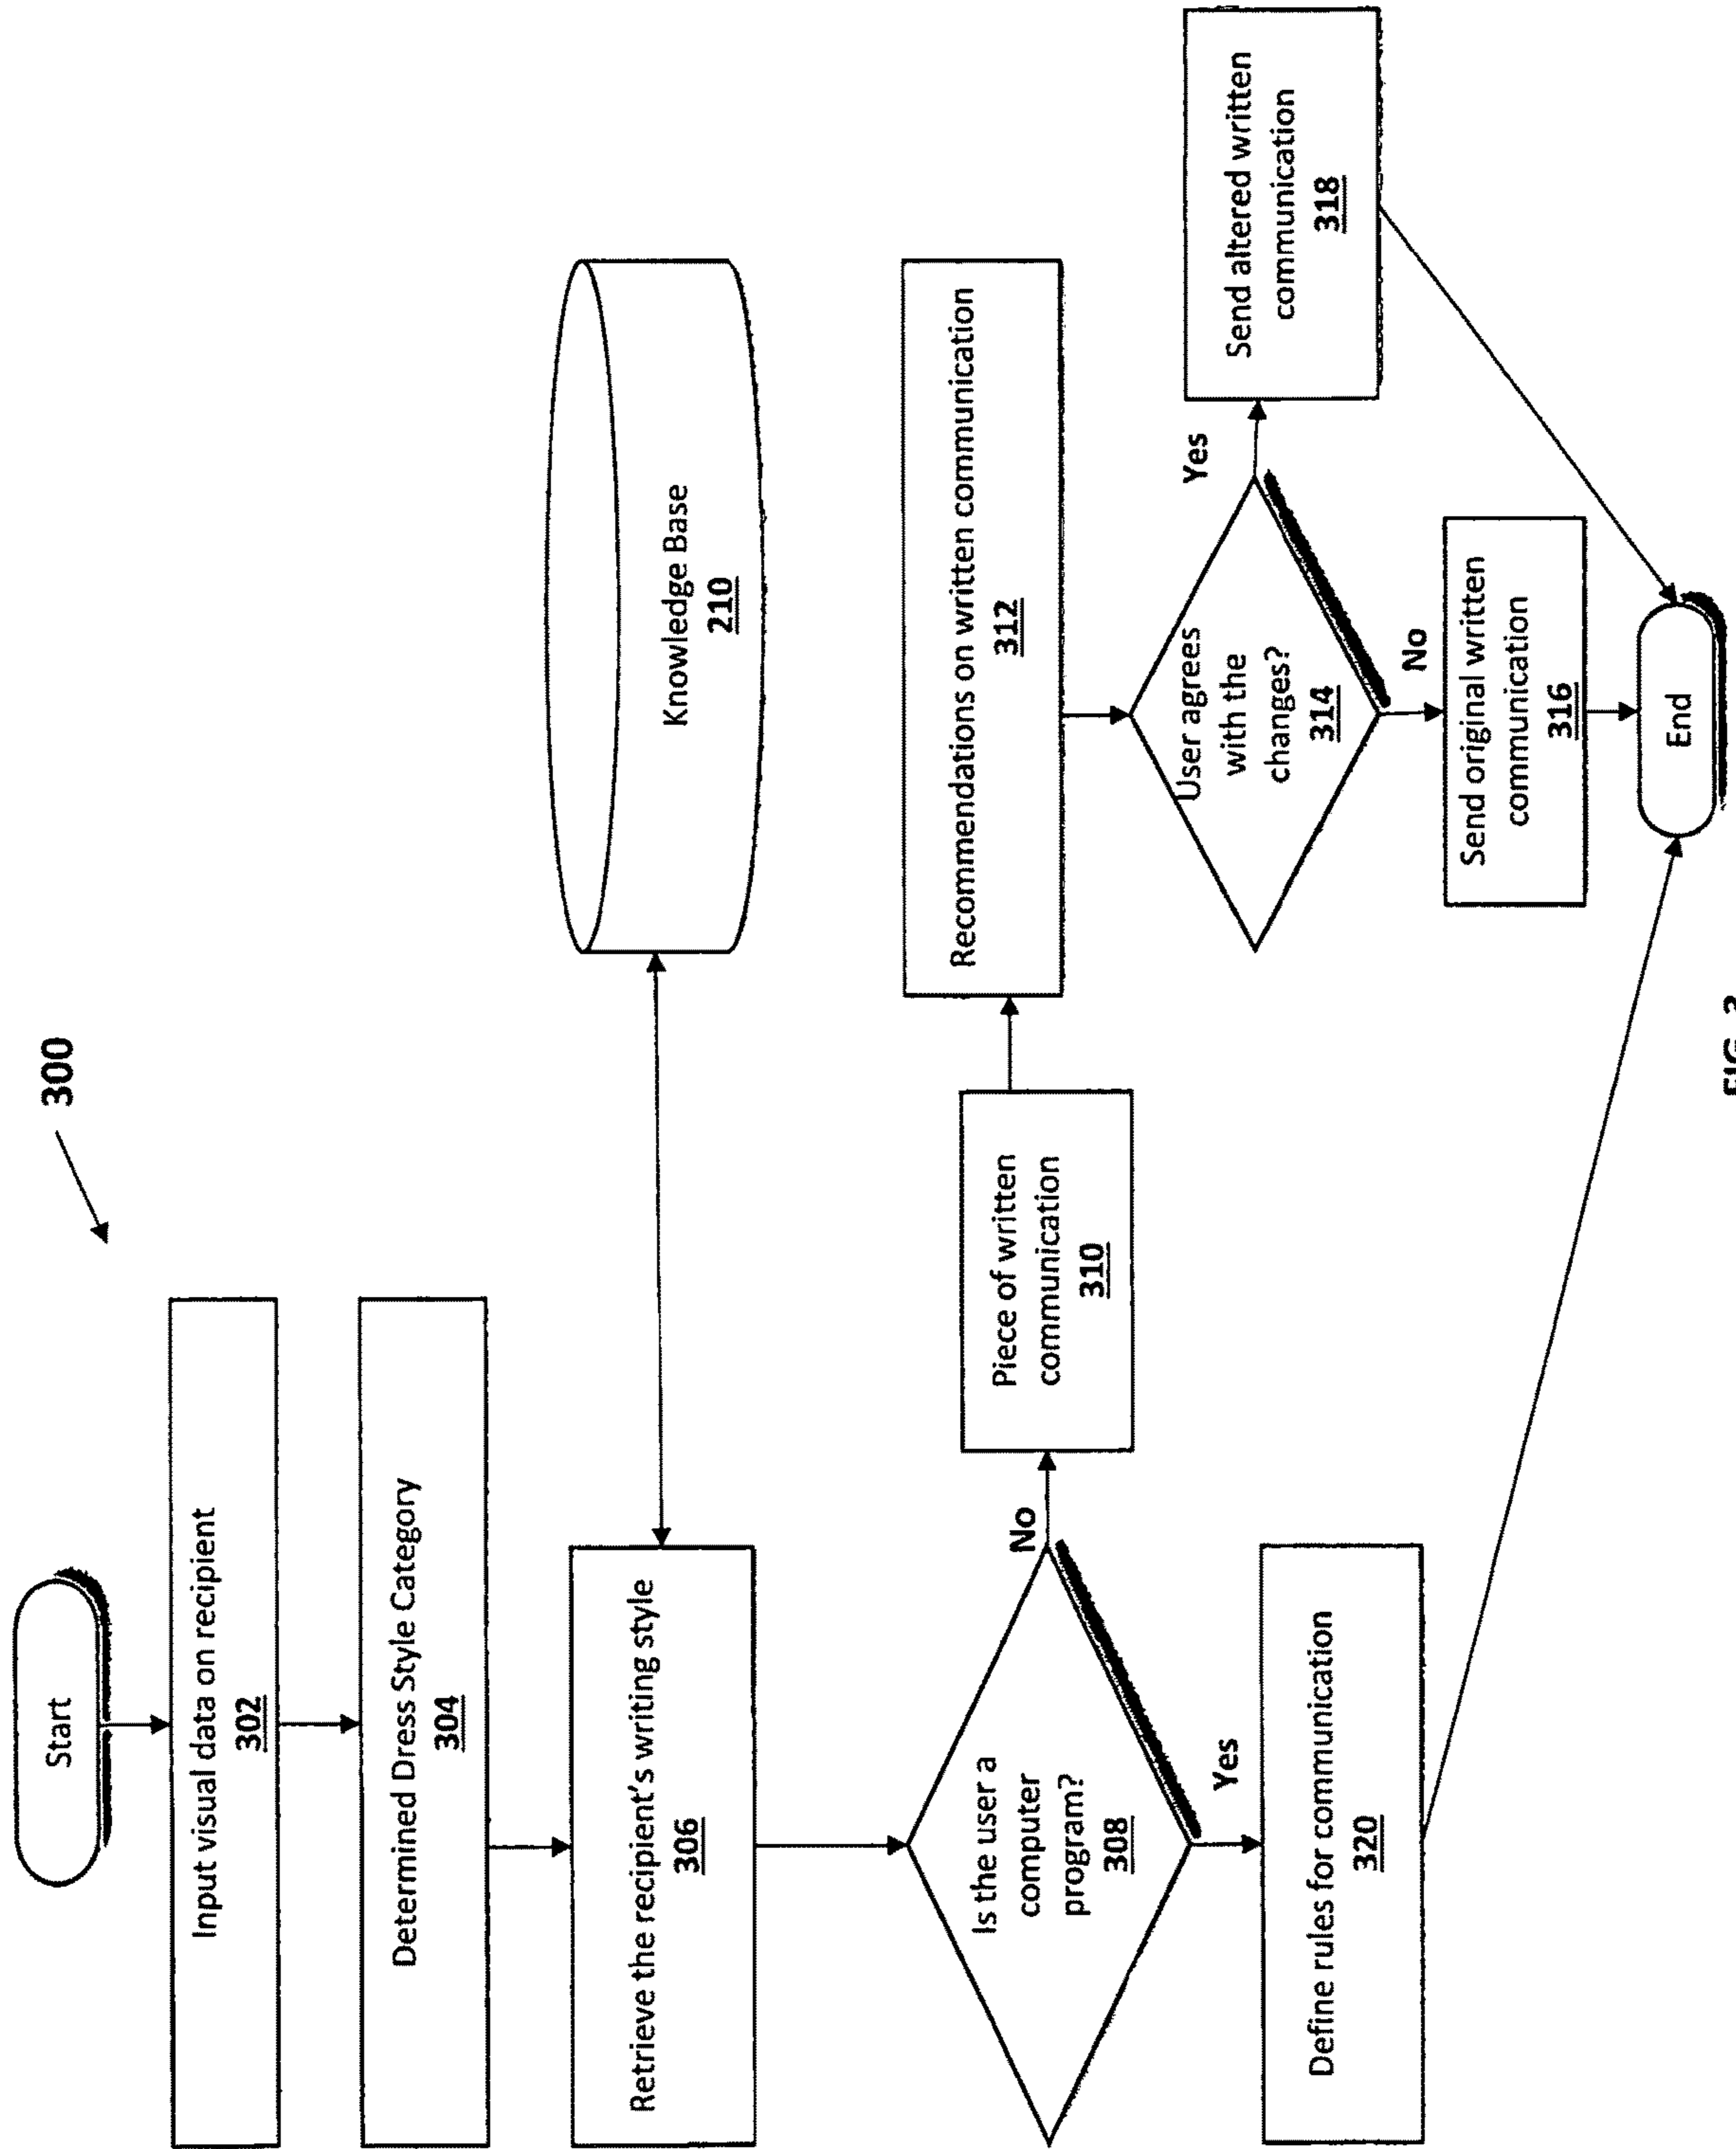 300
Start
Input visual data on recipient
302
Determined Dress Style Category
304
Retrieve the recipient's writing style
306
Knowledge Base
210
Is the user a
computer
program?
308
No
Yes
Piece of written
communication
310
Recommendations on written communication
312
User agrees
with the
changes?
314
Yes
No
Send altered written
communication
318
Send original written
communication
316
Define rules for communication
320
End
FIG. 3